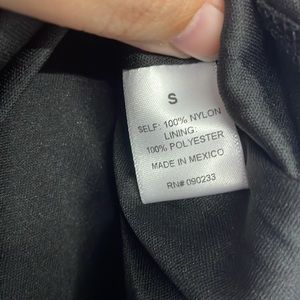 S
SELF: 100% NYLON
LINING:
100% POLYESTER
MADE IN MEXICO
RN# 090233